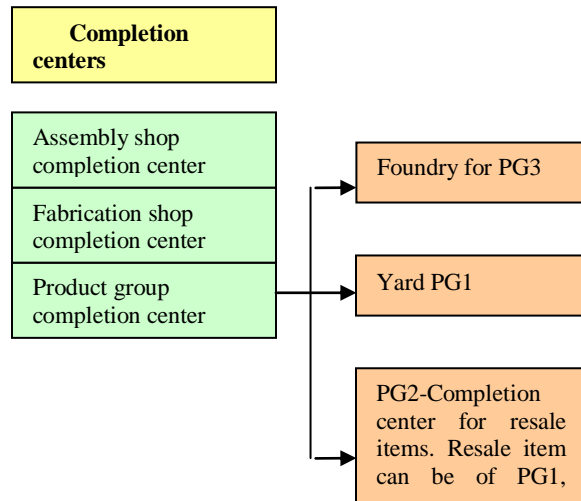 Completion
centers
Assembly shop
completion center
Fabrication shop
completion center
Product group
completion center
Foundry for PG3
Yard PG1
PG2-Completion
center for resale
items. Resale item
can be of PG1,